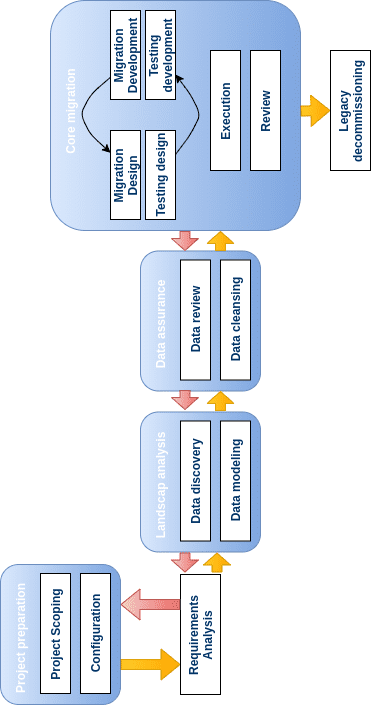 Project preparation
Project Scoping
Configuration
Requirements
Analysis
Landscap analysis
Data discovery
Data modeling
Data assurance
Data review
Data cleansing
Core migration
Migration
Design
Testing design
Migration
Development
Testing
development
Execution
Review
Legacy
decommissioning